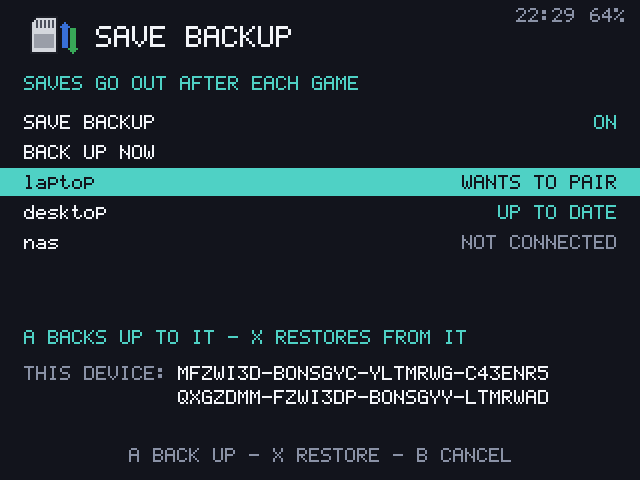 22:29 64%
SAVE BACKUP
SAVES GO OUT AFTER EACH GAME
SAVE BACKUP ON
BACK UP NOW
laptop WANTS TO PAIR
desktop UP TO DATE
nas NOT CONNECTED
A BACKS UP TO IT - X RESTORES FROM IT
THIS DEVICE: MFZWI3D-BONSGYC-YLTMRWG-C43ENR5
QXGZDMM-FZWI3DP-BONSGYY-LTMRWAD
A BACK UP - X RESTORE - B CANCEL